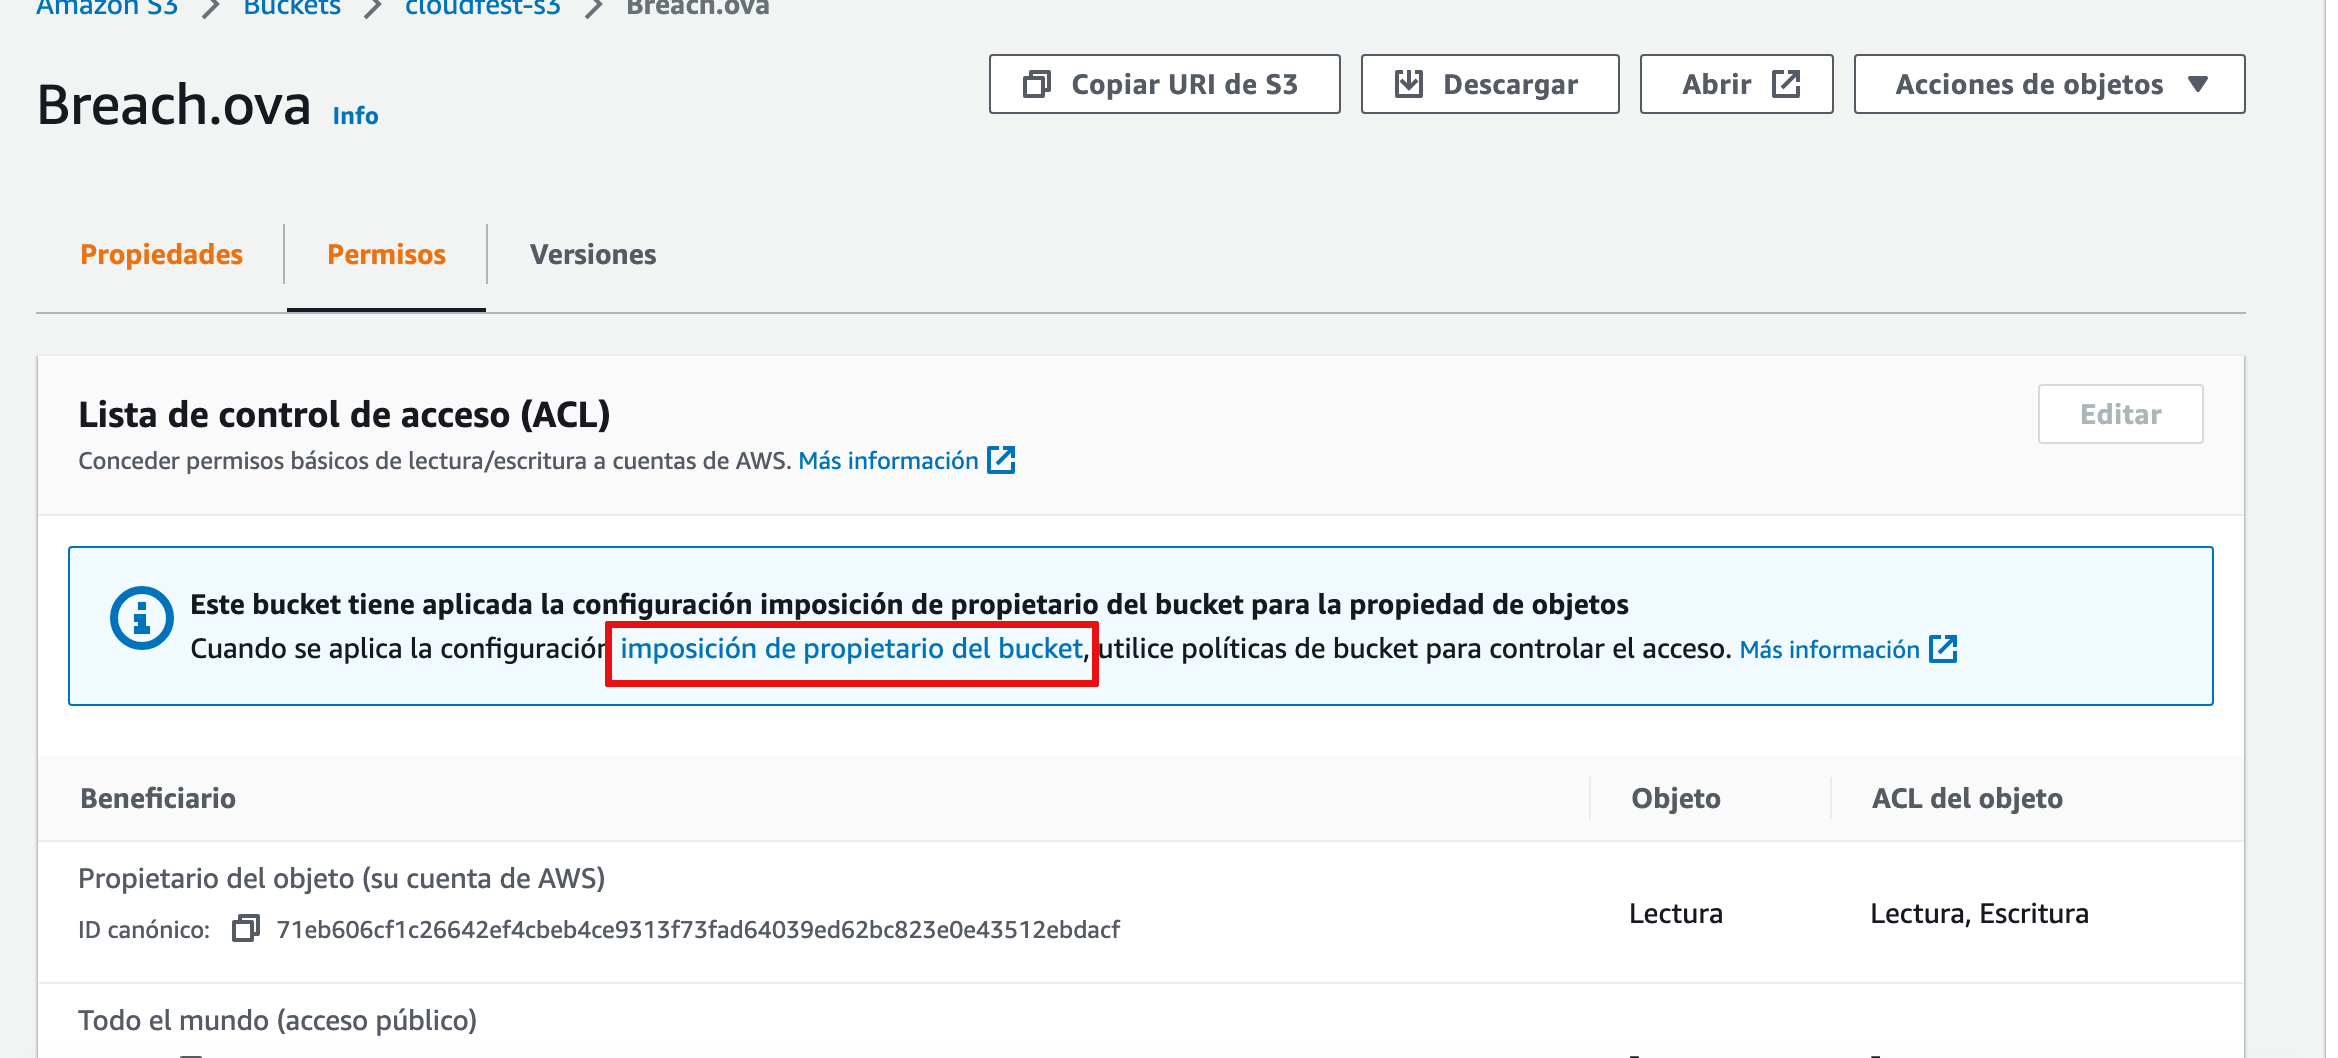 Amazon S3 > Buckets > cloudfest-s3 > Breach.ova
Breach.ova Info
Copiar URI de S3 Descargar Abrir Acciones de objetos
Propiedades Permisos Versiones
Lista de control de acceso (ACL)
Editar
Conceder permisos básicos de lectura/escritura a cuentas de AWS. Más información
Este bucket tiene aplicada la configuración imposición de propietario del bucket para la propiedad de objetos
Cuando se aplica la configuración imposición de propietario del bucket, utilice políticas de bucket para controlar el acceso. Más información
Beneficiario Objeto ACL del objeto
Propietario del objeto (su cuenta de AWS)
Lectura Lectura, Escritura
ID canónico: 71eb606cf1c26642ef4cbeb4ce9313f73fad64039ed62bc823e0e43512ebdacf
Todo el mundo (acceso público)